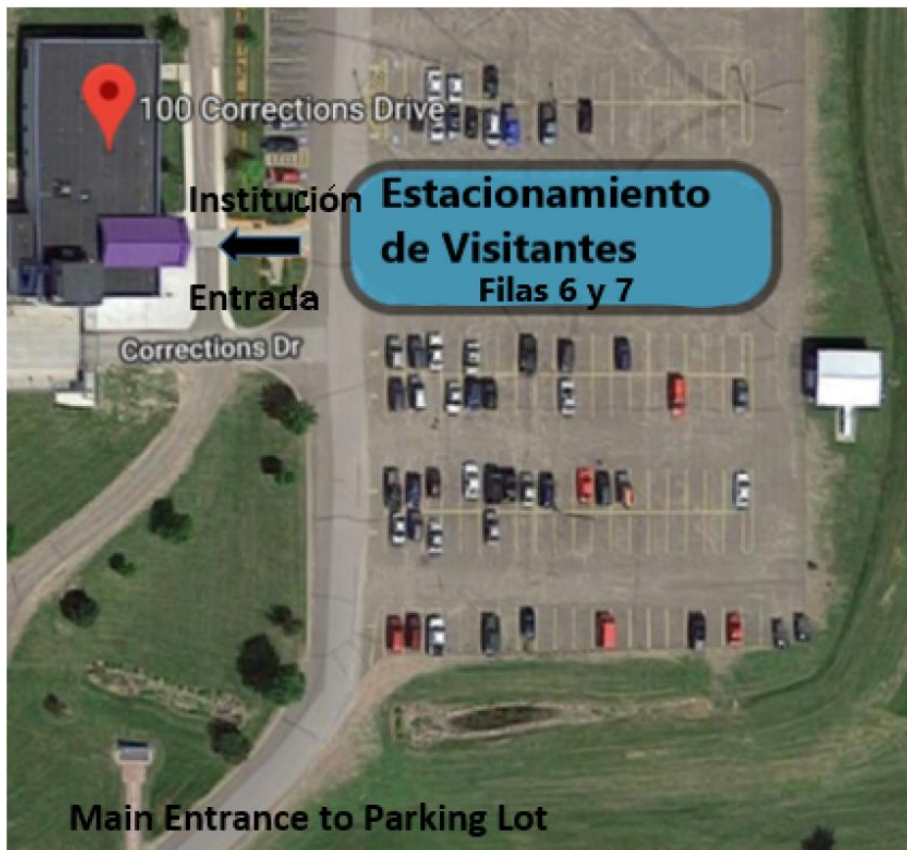 100 Corrections Drive
Institución
Estacionamiento
de Visitantes
Filas 6 y 7
Entrada
Corrections Dr
Main Entrance to Parking Lot